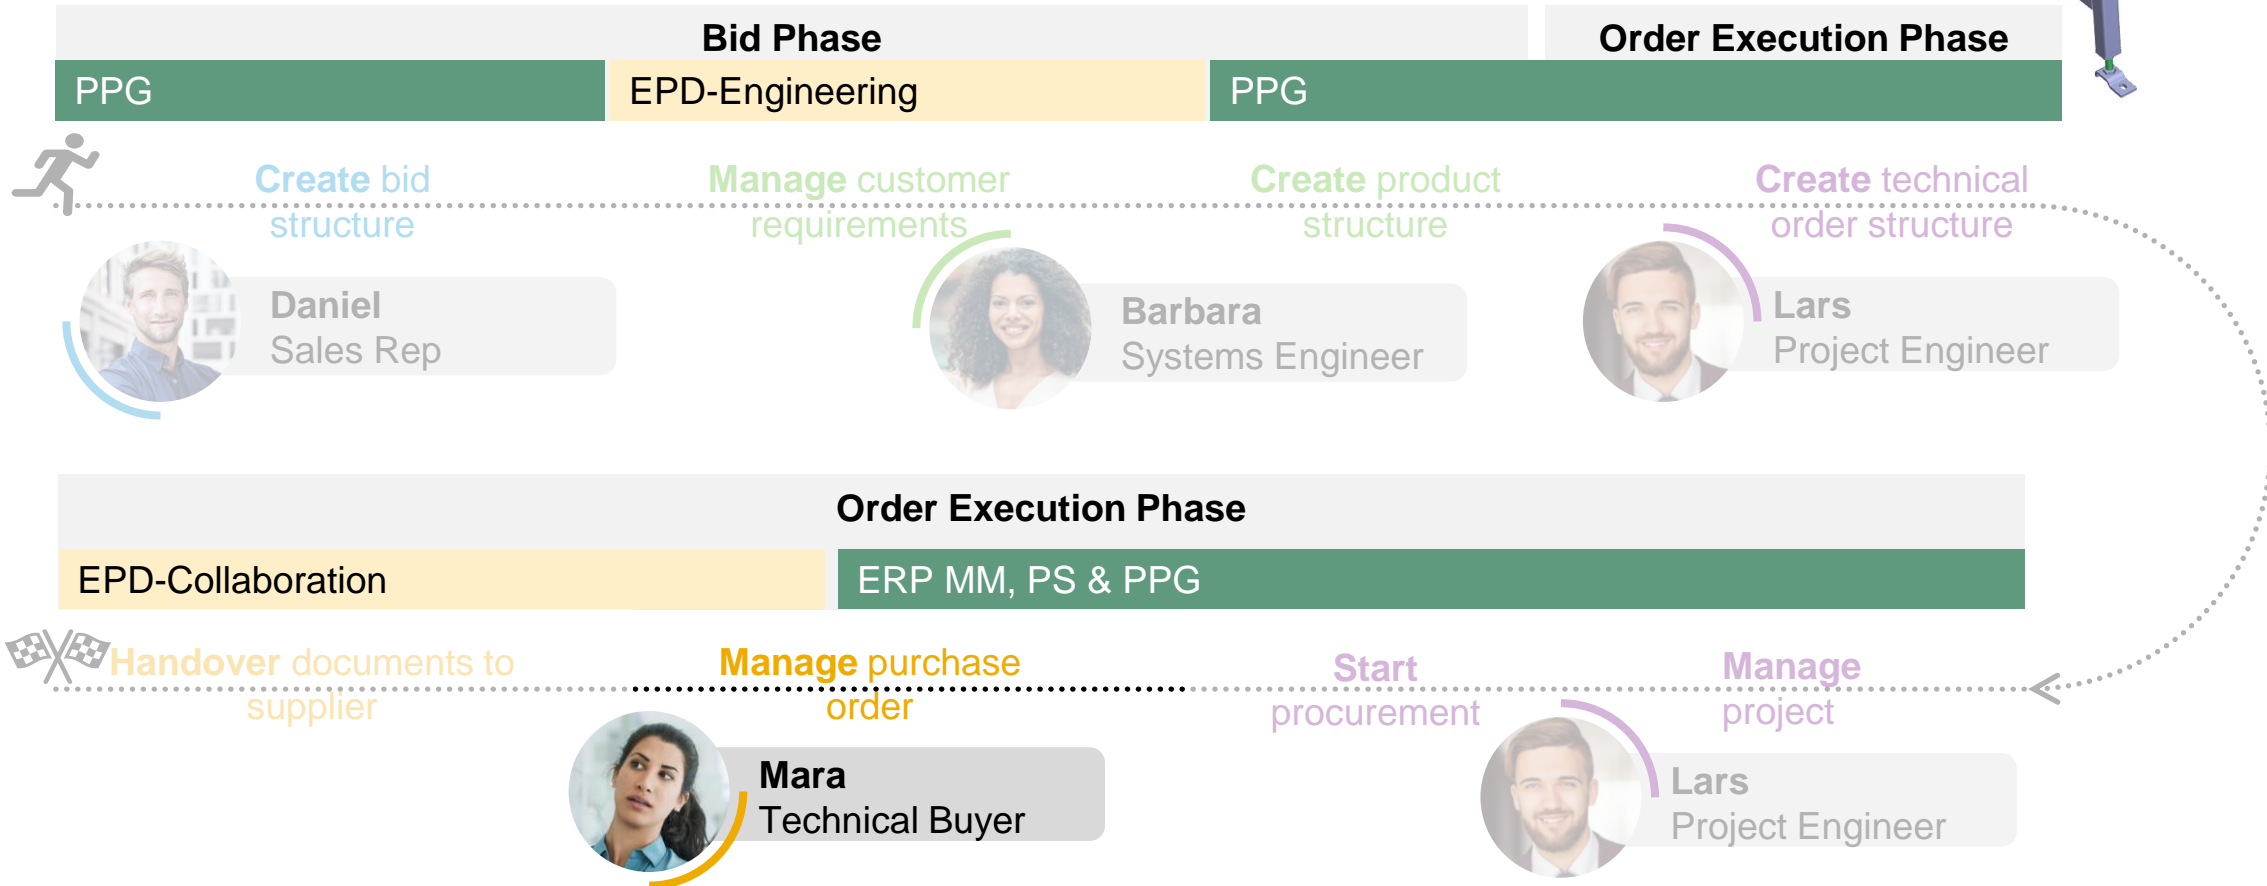 Bid Phase
Order Execution Phase
PPG
EPD-Engineering
PPG
Create bid
structure
Manage customer
requirements
Create product
structure
Create technical
order structure
Daniel
Sales Rep
Barbara
Systems Engineer
Lars
Project Engineer
Order Execution Phase
EPD-Collaboration
ERP MM, PS & PPG
Handover documents to
supplier
Manage purchase
order
Start
procurement
Manage
project
Mara
Technical Buyer
Lars
Project Engineer